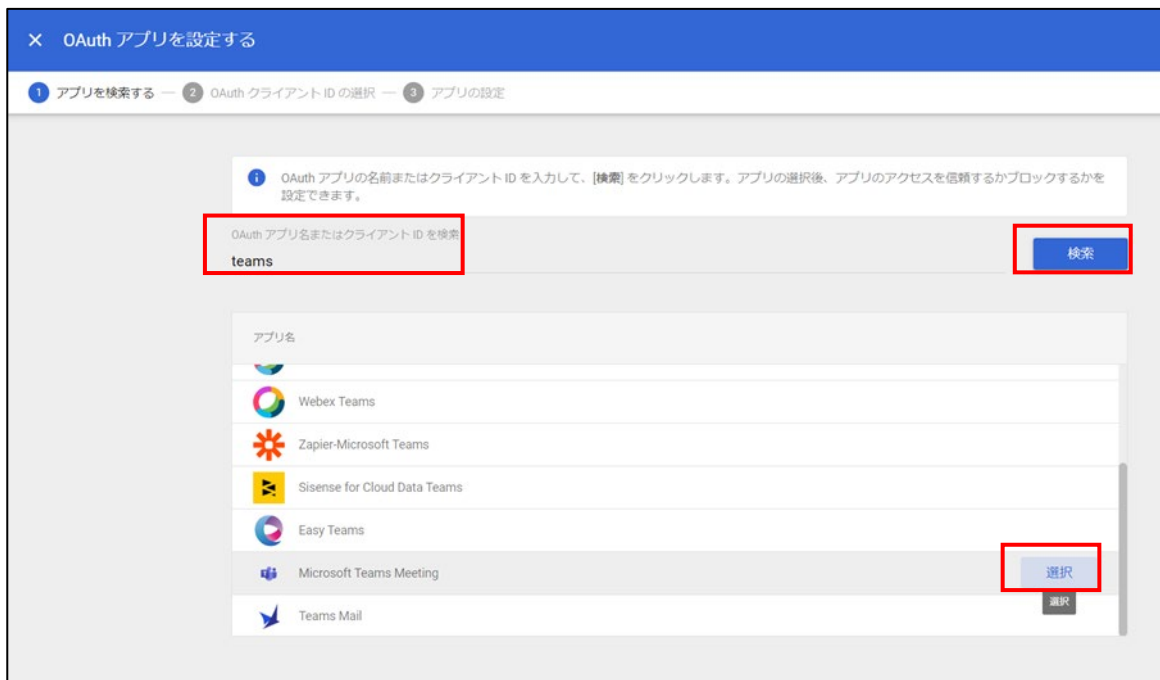 × OAuth アプリを設定する
1 アプリを検索する — 2 OAuth クライアント ID の選択 — 3 アプリの設定
OAuth アプリの名前またはクライアント ID を入力して、[検索] をクリックします。アプリの選択後、アプリのアクセスを信頼するかブロックするかを
設定できます。
OAuth アプリ名またはクライアント ID を検索
teams
検索
アプリ名
Webex Teams
Zapier-Microsoft Teams
Sisense for Cloud Data Teams
Easy Teams
Microsoft Teams Meeting
選択
選択
Teams Mail